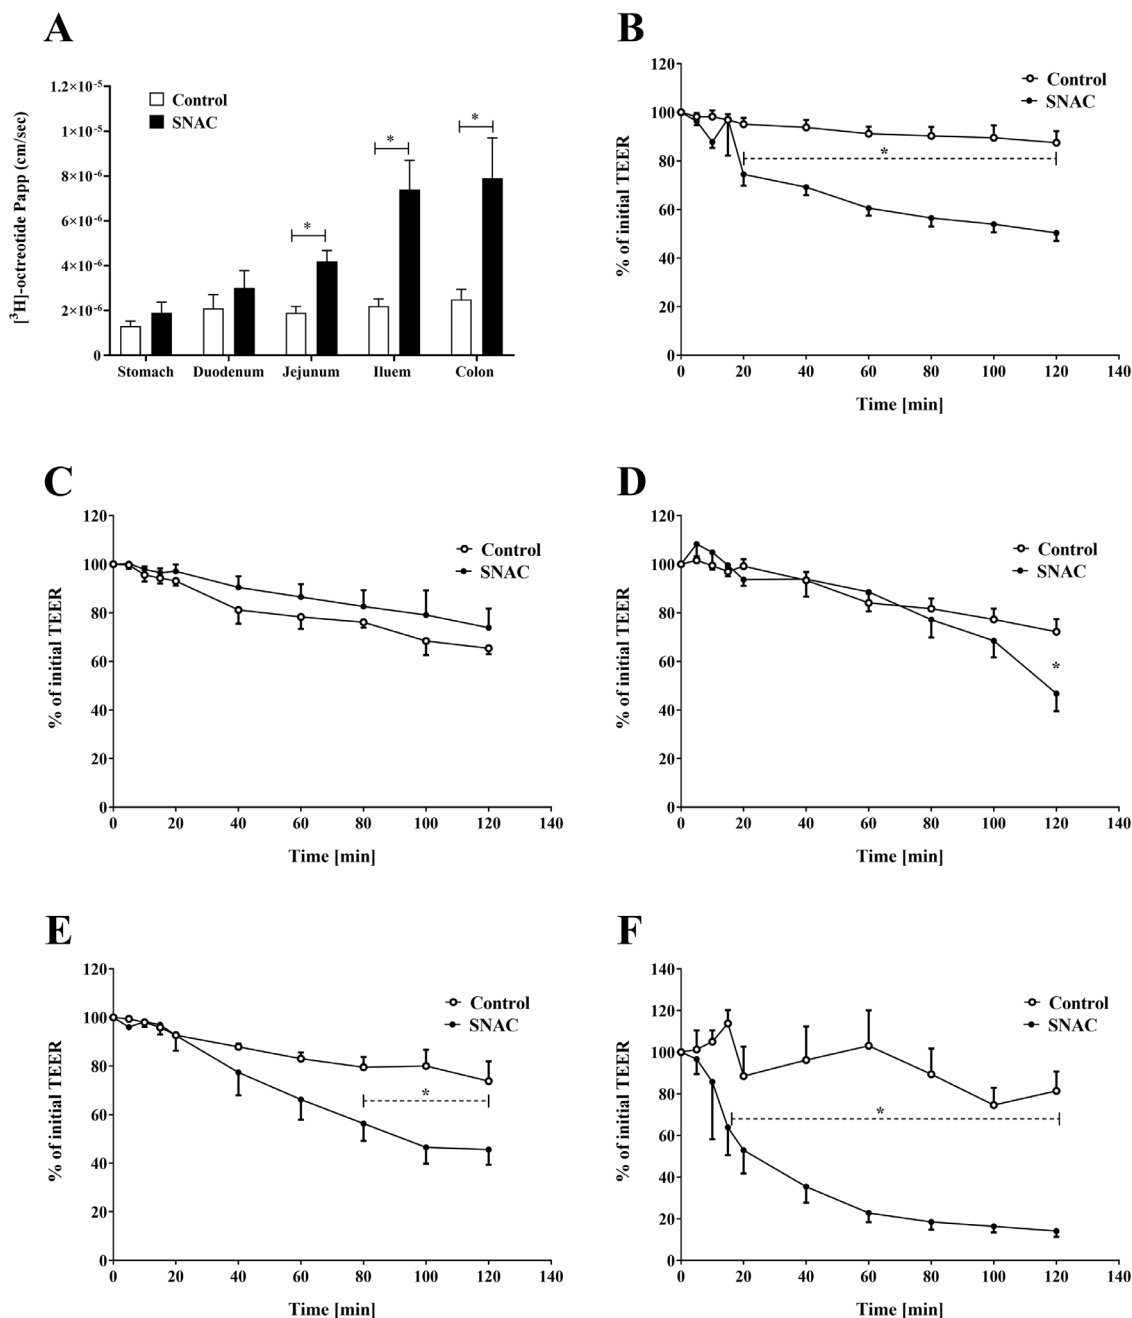 A
[³H]-octreotide Papp (cm/sec)
1.2×10⁻⁵
1×10⁻⁵
8×10⁻⁶
6×10⁻⁶
4×10⁻⁶
2×10⁻⁶
0
Control
SNAC
*
*
*
Stomach Duodenum Jejunum Iluem Colon
B
% of initial TEER
120
100
80
60
40
20
0
Control
SNAC
*
0 20 40 60 80 100 120 140
Time [min]
C
% of initial TEER
120
100
80
60
40
20
0
Control
SNAC
0 20 40 60 80 100 120 140
Time [min]
D
% of initial TEER
120
100
80
60
40
20
0
Control
SNAC
*
0 20 40 60 80 100 120 140
Time [min]
E
% of initial TEER
120
100
80
60
40
20
0
Control
SNAC
*
0 20 40 60 80 100 120 140
Time [min]
F
% of initial TEER
140
120
100
80
60
40
20
0
Control
SNAC
*
0 20 40 60 80 100 120 140
Time [min]